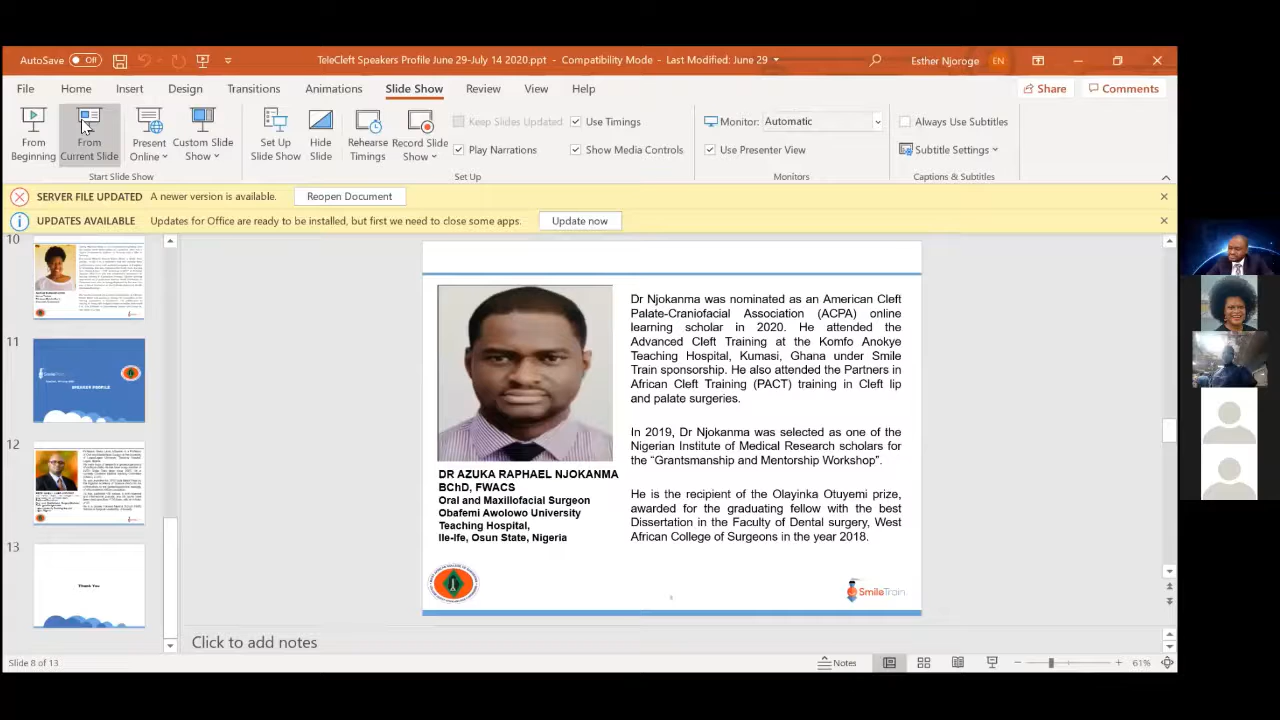 AutoSave Off
TeleCleft Speakers Profile June 29-July 14 2020.ppt - Compatibility Mode - Last Modified: June 29
Esther Njoroge EN
File Home Insert Design Transitions Animations Slide Show Review View Help
Share Comments
From Beginning
From Current Slide
Present Online
Custom Slide Show
Set Up Slide Show
Hide Slide
Rehearse Timings
Record Slide Show
Keep Slides Updated
Play Narrations
Use Timings
Show Media Controls
Monitor: Automatic
Use Presenter View
Always Use Subtitles
Subtitle Settings
Start Slide Show
Set Up
Monitors
Captions & Subtitles
SERVER FILE UPDATED A newer version is available. Reopen Document
UPDATES AVAILABLE Updates for Office are ready to be installed, but first we need to close some apps. Update now
10
11
SPEAKERS PROFILE
12
13
Thank You
DR AZUKA RAPHAEL NJOKANMA
BChD, FWACS
Oral and Maxillofacial Surgeon
Obafemi Awolowo University
Teaching Hospital,
Ile-Ife, Osun State, Nigeria
Dr Njokanma was nominated as an American Cleft
Palate-Craniofacial Association (ACPA) online
learning scholar in 2020. He attended the
Advanced Cleft Training at the Komfo Anokye
Teaching Hospital, Kumasi, Ghana under Smile
Train sponsorship. He also attended the Partners in
African Cleft Training (PACT) training in Cleft lip
and palate surgeries.
In 2019, Dr Njokanma was selected as one of the
Nigerian Institute of Medical Research scholars for
the “Grantsmanship and Mentorship Workshop”.
He is the recipient of the Olayinka Otuyemi prize,
awarded for the graduating fellow with the best
Dissertation in the Faculty of Dental surgery, West
African College of Surgeons in the year 2018.
SmileTrain
Click to add notes
Slide 8 of 13
Notes
61%